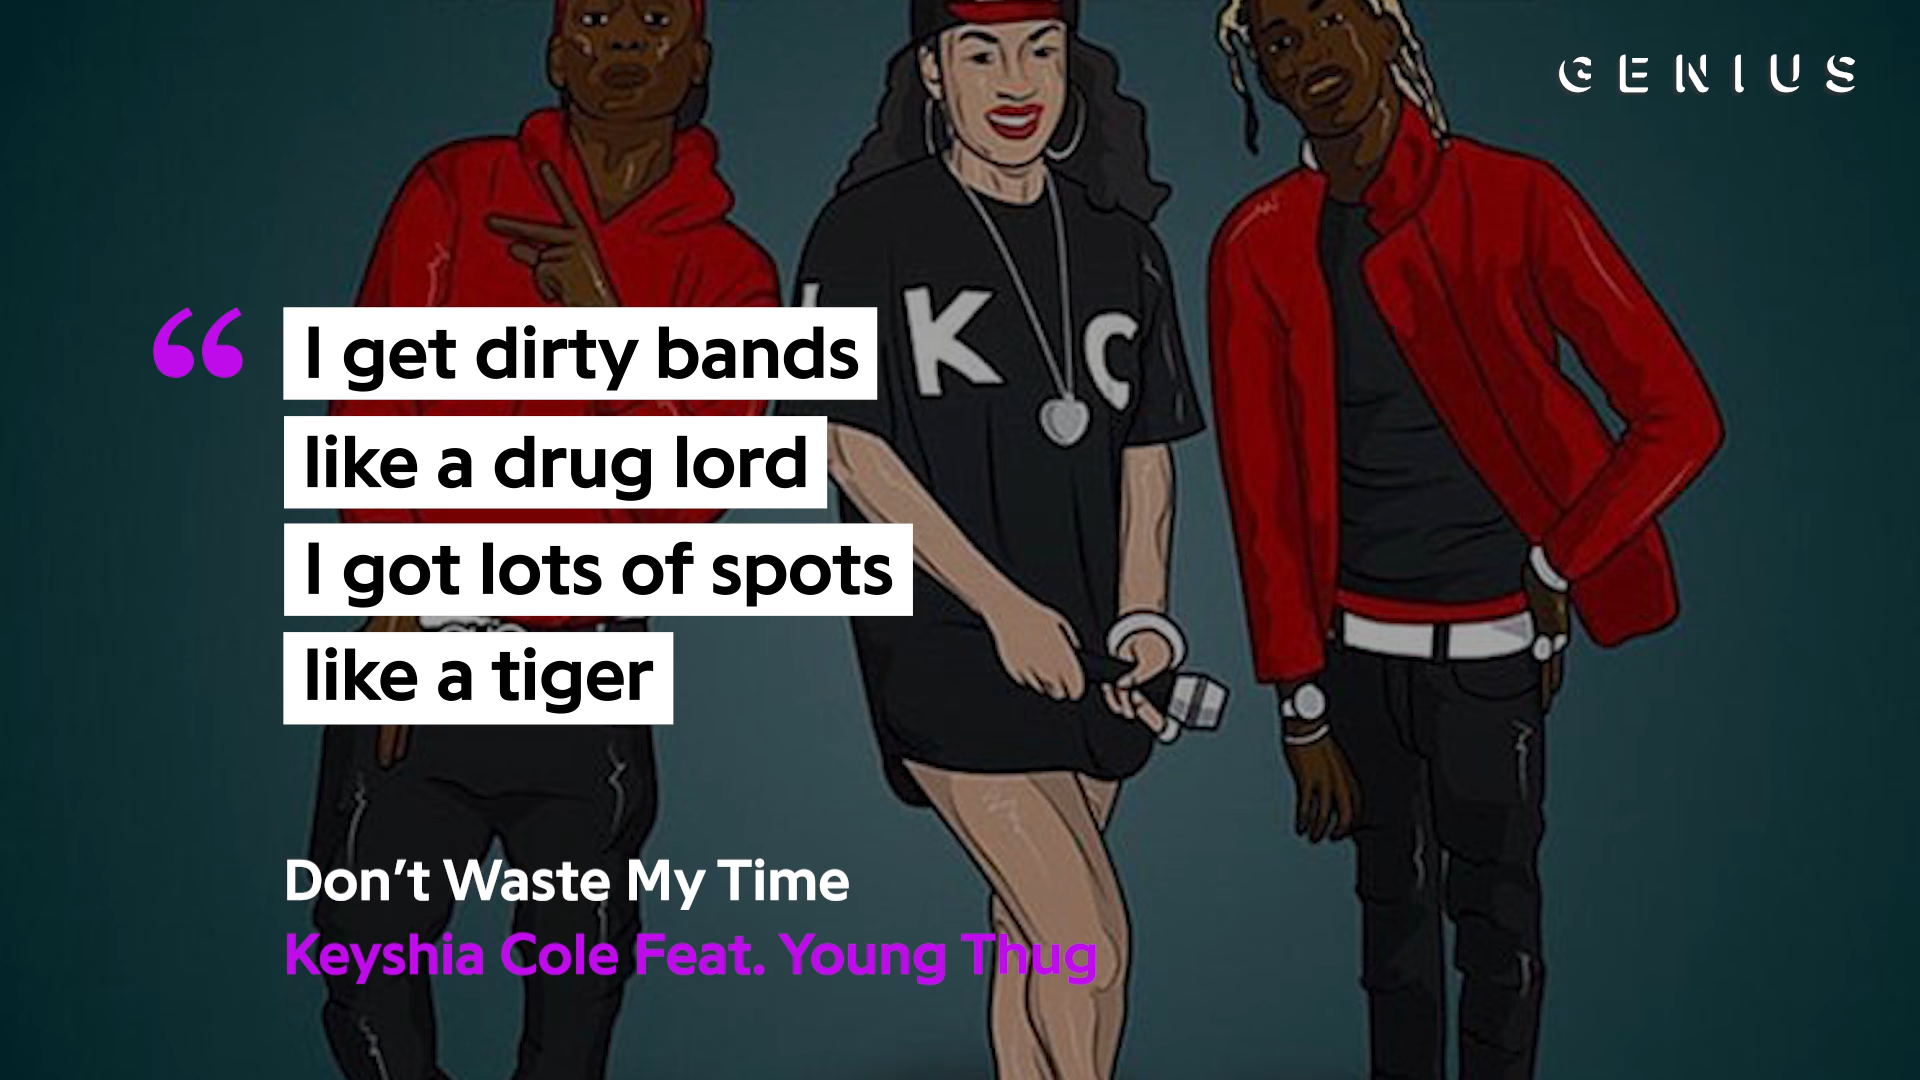 GENIUS
“I get dirty bands
like a drug lord
I got lots of spots
like a tiger
K C
Don’t Waste My Time
Keyshia Cole Feat. Young Thug